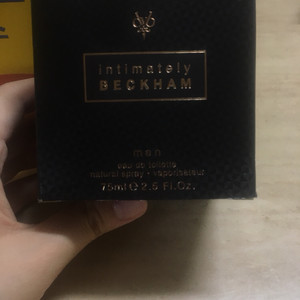 intimately
BECKHAM
men
eau de toilette
natural spray • vaporisateur
75ml e 2.5 Fl.Oz.